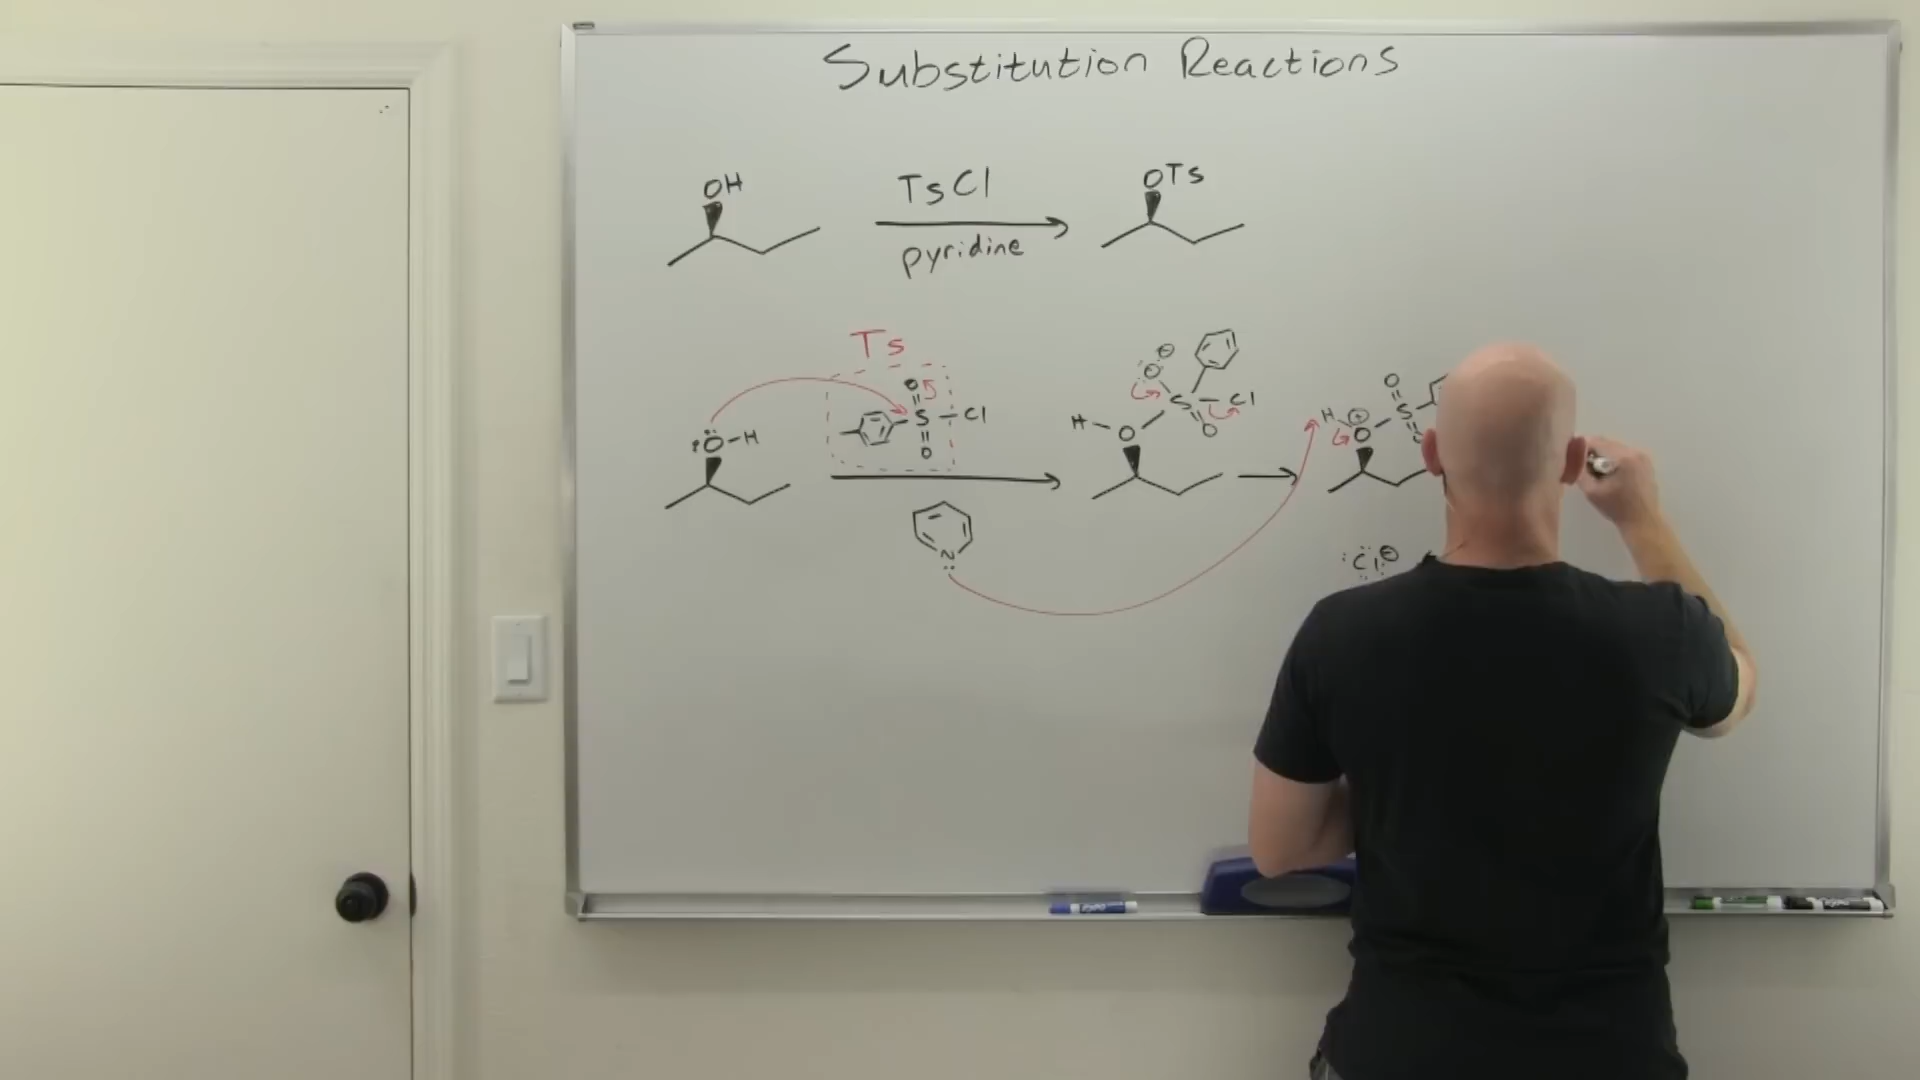 Substitution Reactions
OH
TsCl
OTs
pyridine
Ts
O
S Cl
O
:Ö-H
N:
:O: ⊖
S Cl
H-O
O
O
S
H ⊕
O
:Cl: ⊖